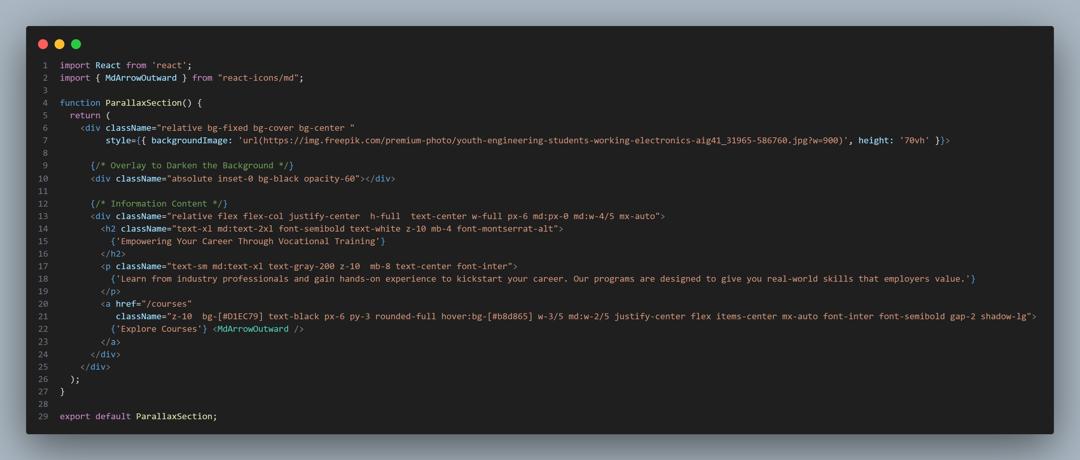 1 import React from 'react';
2 import { MdArrowOutward } from "react-icons/md";
3
4 function ParallaxSection() {
5   return (
6     <div className="relative bg-fixed bg-cover bg-center "
7          style={{ backgroundImage: 'url(https://img.freepik.com/premium-photo/youth-engineering-students-working-electronics-aig41_31965-586760.jpg?w=900)', height: '70vh' }}>
8
9       {/* Overlay to Darken the Background */}
10       <div className="absolute inset-0 bg-black opacity-60"></div>
11
12       {/* Information Content */}
13       <div className="relative flex flex-col justify-center  h-full  text-center w-full px-6 md:px-0 md:w-4/5 mx-auto">
14         <h2 className="text-xl md:text-2xl font-semibold text-white z-10 mb-4 font-montserrat-alt">
15           {'Empowering Your Career Through Vocational Training'}
16         </h2>
17         <p className="text-sm md:text-xl text-gray-200 z-10  mb-8 text-center font-inter">
18           {'Learn from industry professionals and gain hands-on experience to kickstart your career. Our programs are designed to give you real-world skills that employers value.'}
19         </p>
20         <a href="/courses"
21            className="z-10  bg-[#D1EC79] text-black px-6 py-3 rounded-full hover:bg-[#b8d865] w-3/5 md:w-2/5 justify-center flex items-center mx-auto font-inter font-semibold gap-2 shadow-lg">
22           {'Explore Courses'} <MdArrowOutward />
23         </a>
24       </div>
25     </div>
26   );
27 }
28
29 export default ParallaxSection;